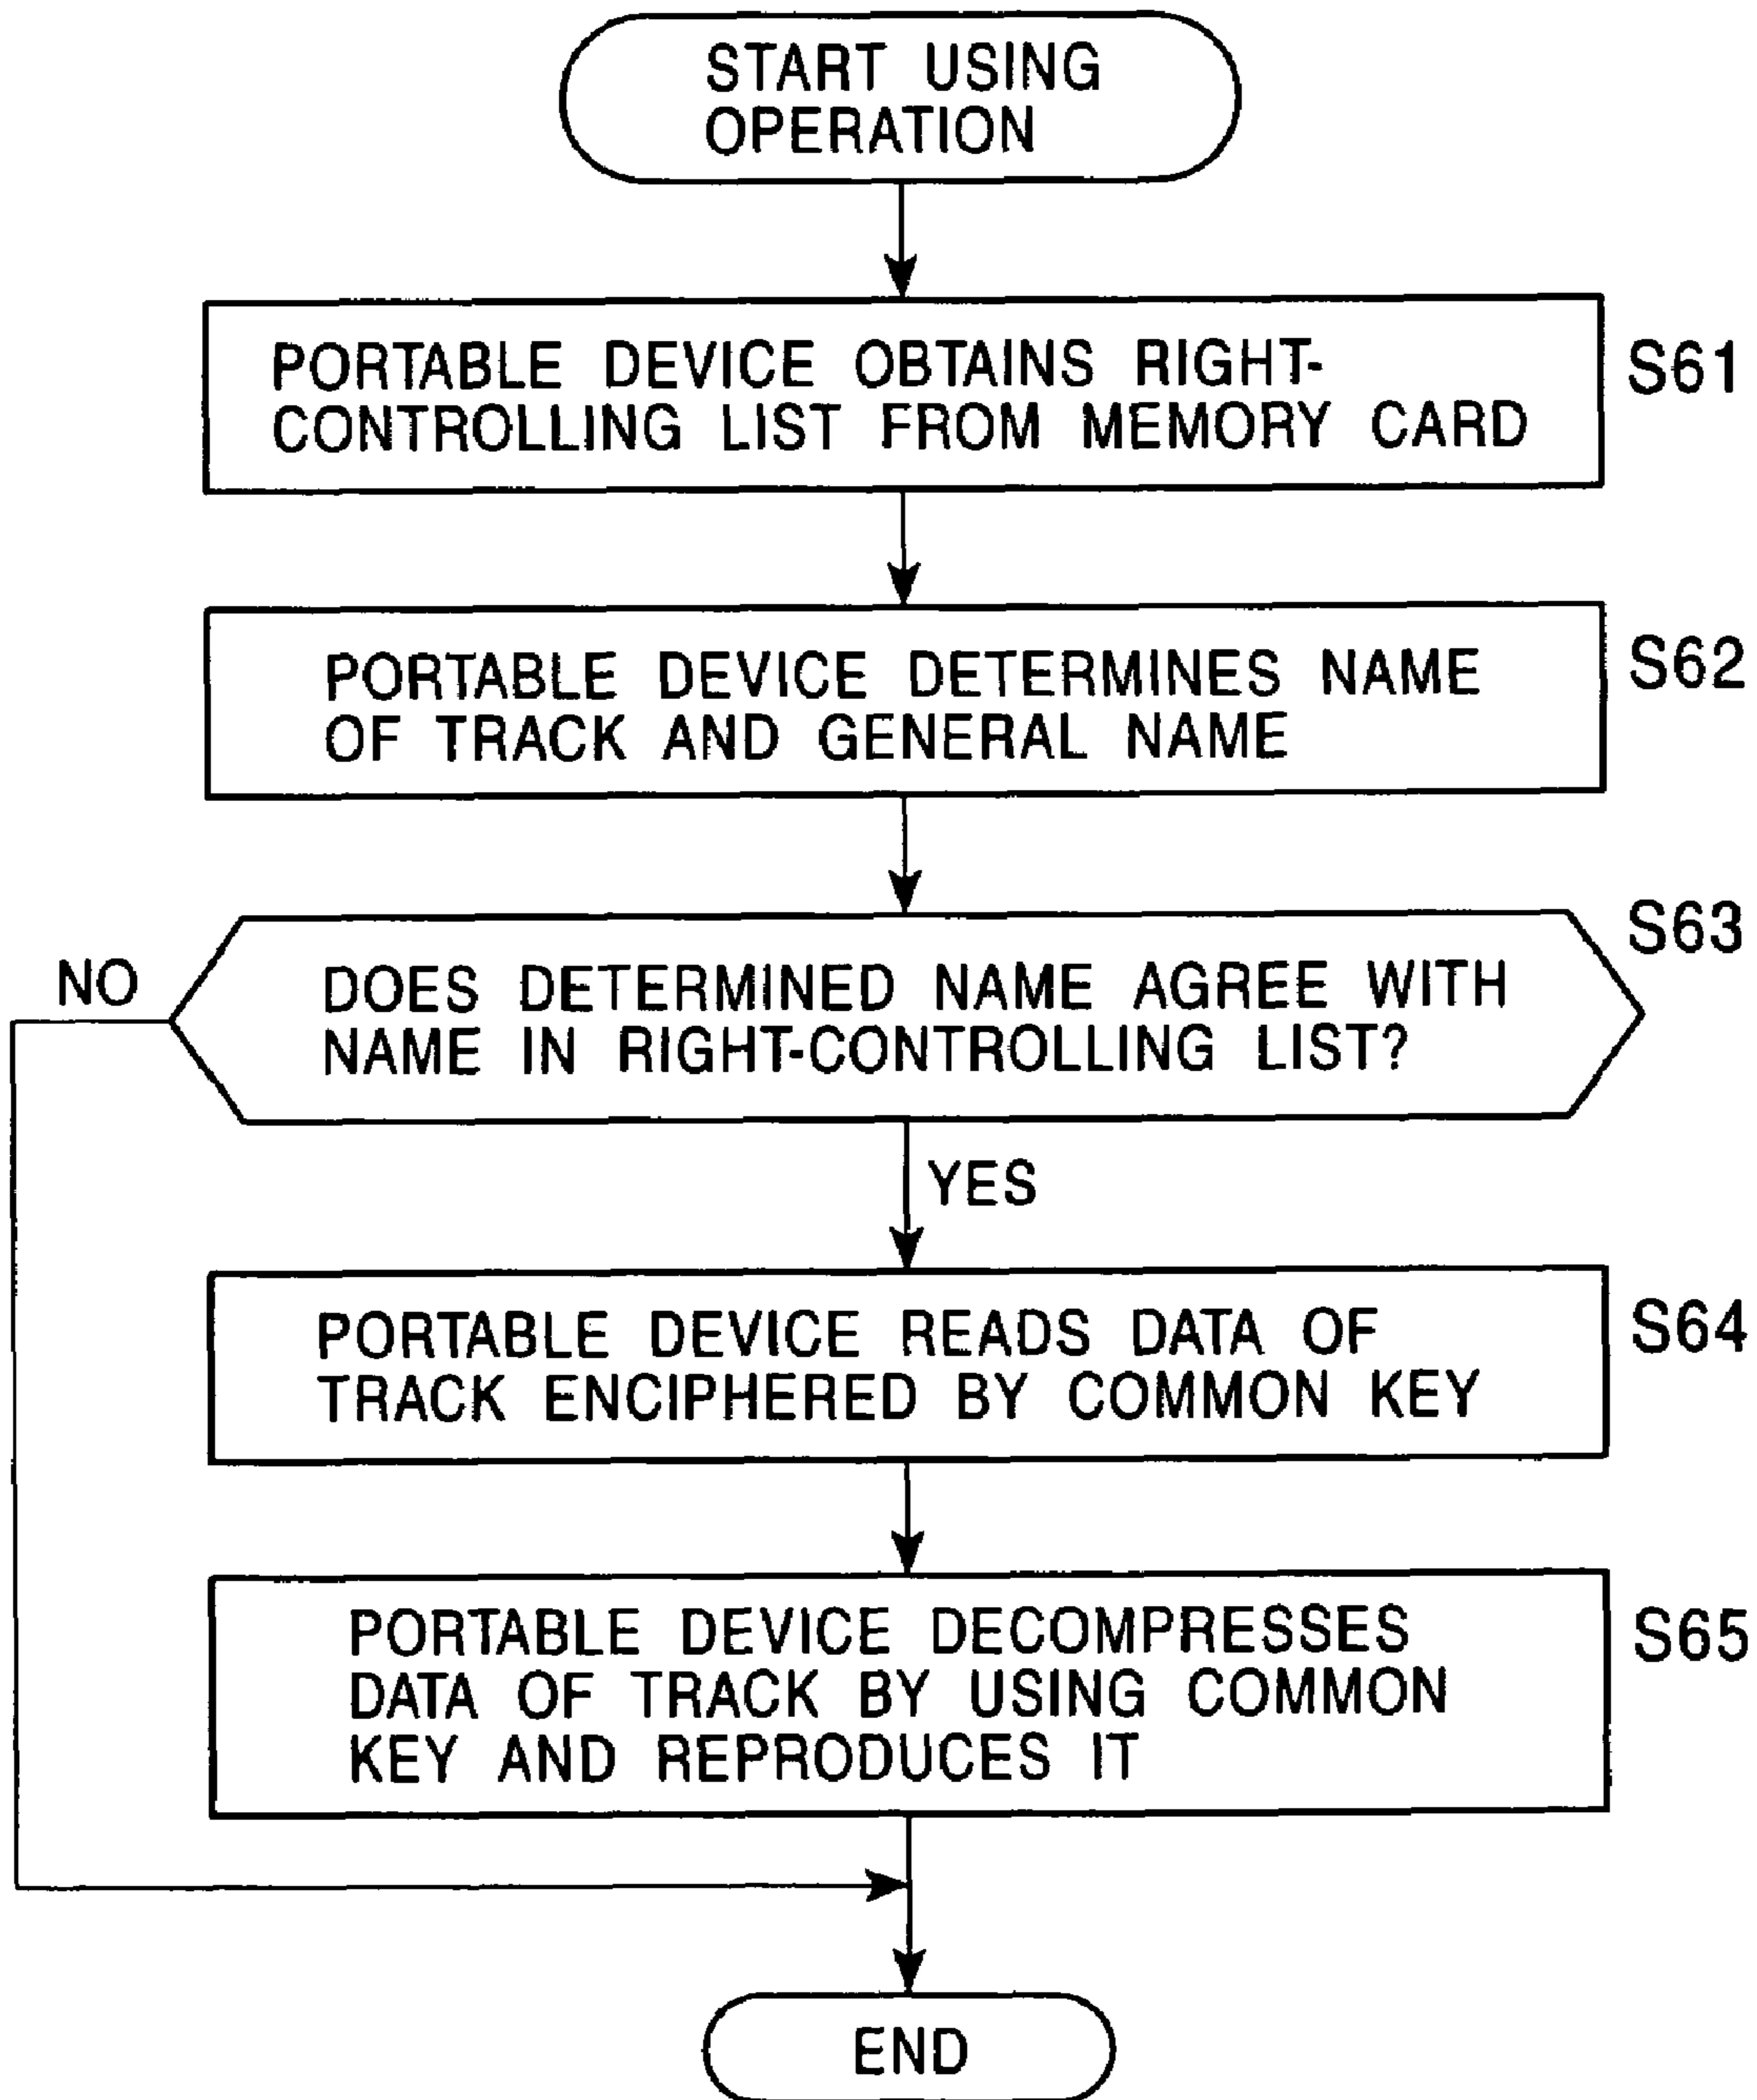 START USING
OPERATION
PORTABLE DEVICE OBTAINS RIGHT-
CONTROLLING LIST FROM MEMORY CARD
S61
PORTABLE DEVICE DETERMINES NAME
OF TRACK AND GENERAL NAME
S62
S63
NO
DOES DETERMINED NAME AGREE WITH
NAME IN RIGHT-CONTROLLING LIST?
YES
PORTABLE DEVICE READS DATA OF
TRACK ENCIPHERED BY COMMON KEY
S64
PORTABLE DEVICE DECOMPRESSES
DATA OF TRACK BY USING COMMON
KEY AND REPRODUCES IT
S65
END